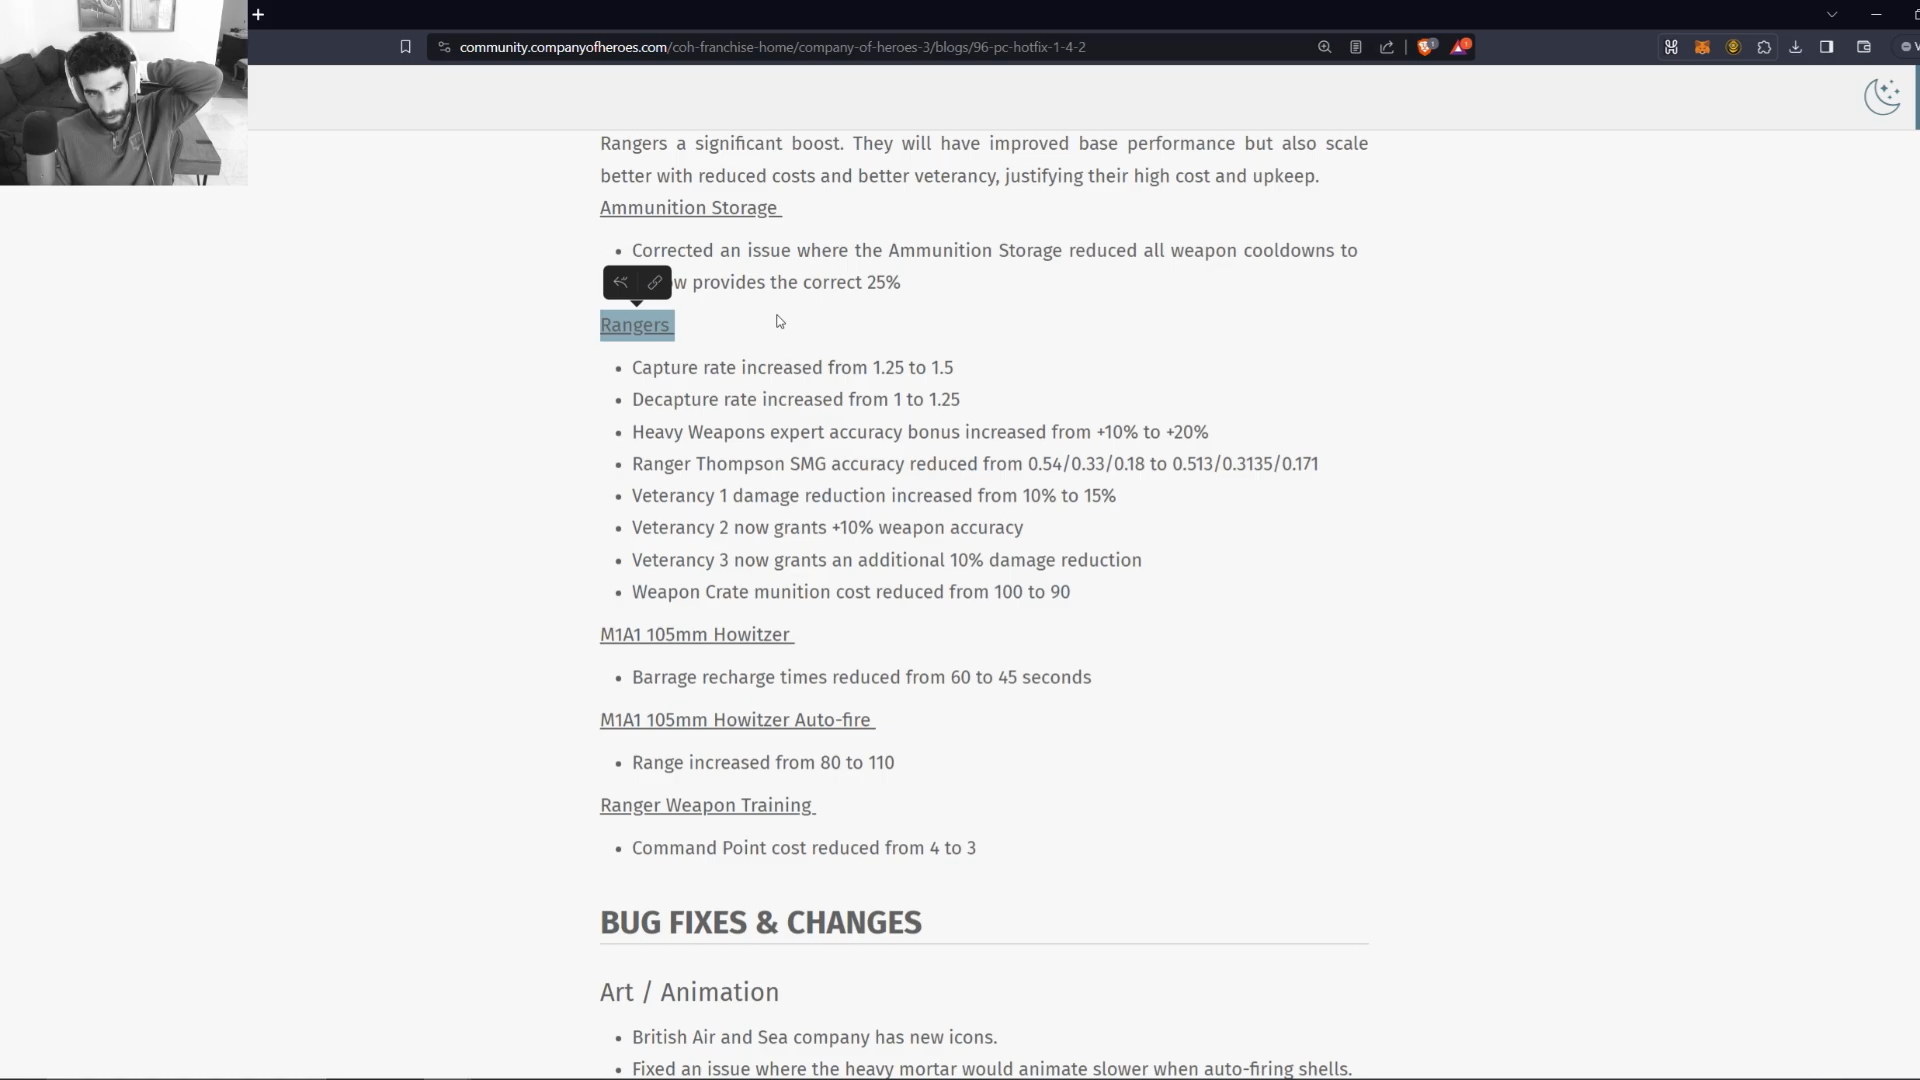 community.companyofheroes.com/coh-franchise-home/company-of-heroes-3/blogs/96-pc-hotfix-1-4-2
Rangers a significant boost. They will have improved base performance but also scale
better with reduced costs and better veterancy, justifying their high cost and upkeep.
Ammunition Storage
• Corrected an issue where the Ammunition Storage reduced all weapon cooldowns to
provides the correct 25%
Rangers
• Capture rate increased from 1.25 to 1.5
• Decapture rate increased from 1 to 1.25
• Heavy Weapons expert accuracy bonus increased from +10% to +20%
• Ranger Thompson SMG accuracy reduced from 0.54/0.33/0.18 to 0.513/0.3135/0.171
• Veterancy 1 damage reduction increased from 10% to 15%
• Veterancy 2 now grants +10% weapon accuracy
• Veterancy 3 now grants an additional 10% damage reduction
• Weapon Crate munition cost reduced from 100 to 90
M1A1 105mm Howitzer
• Barrage recharge times reduced from 60 to 45 seconds
M1A1 105mm Howitzer Auto-fire
• Range increased from 80 to 110
Ranger Weapon Training
• Command Point cost reduced from 4 to 3
BUG FIXES & CHANGES
Art / Animation
• British Air and Sea company has new icons.
• Fixed an issue where the heavy mortar would animate slower when auto-firing shells.